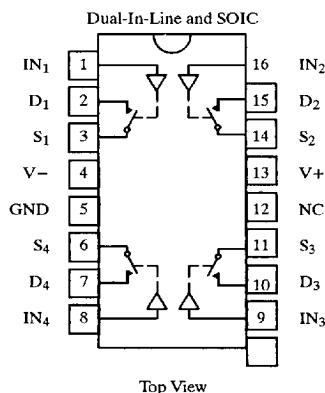 Dual-In-Line and SOIC
IN1 1 16 IN2
D1 2 15 D2
S1 3 14 S2
V− 4 13 V+
GND 5 12 NC
S4 6 11 S3
D4 7 10 D3
IN4 8 9 IN3
Top View